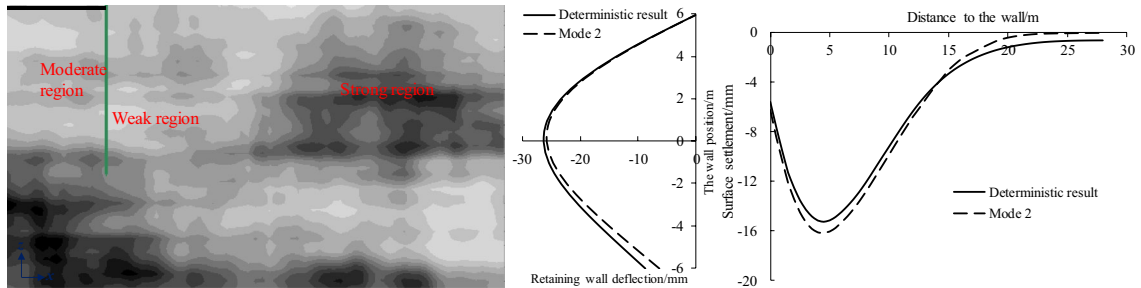 Moderate
region
Weak region
Strong region
Deterministic result
Mode 2
6
4
2
0
-2
-4
-6
-30
-20
-10
0
The wall position/m
Retaining wall deflection/mm
Distance to the wall/m
0
5
10
15
20
25
30
0
-4
-8
-12
-16
-20
Surface settlement/mm
Deterministic result
Mode 2